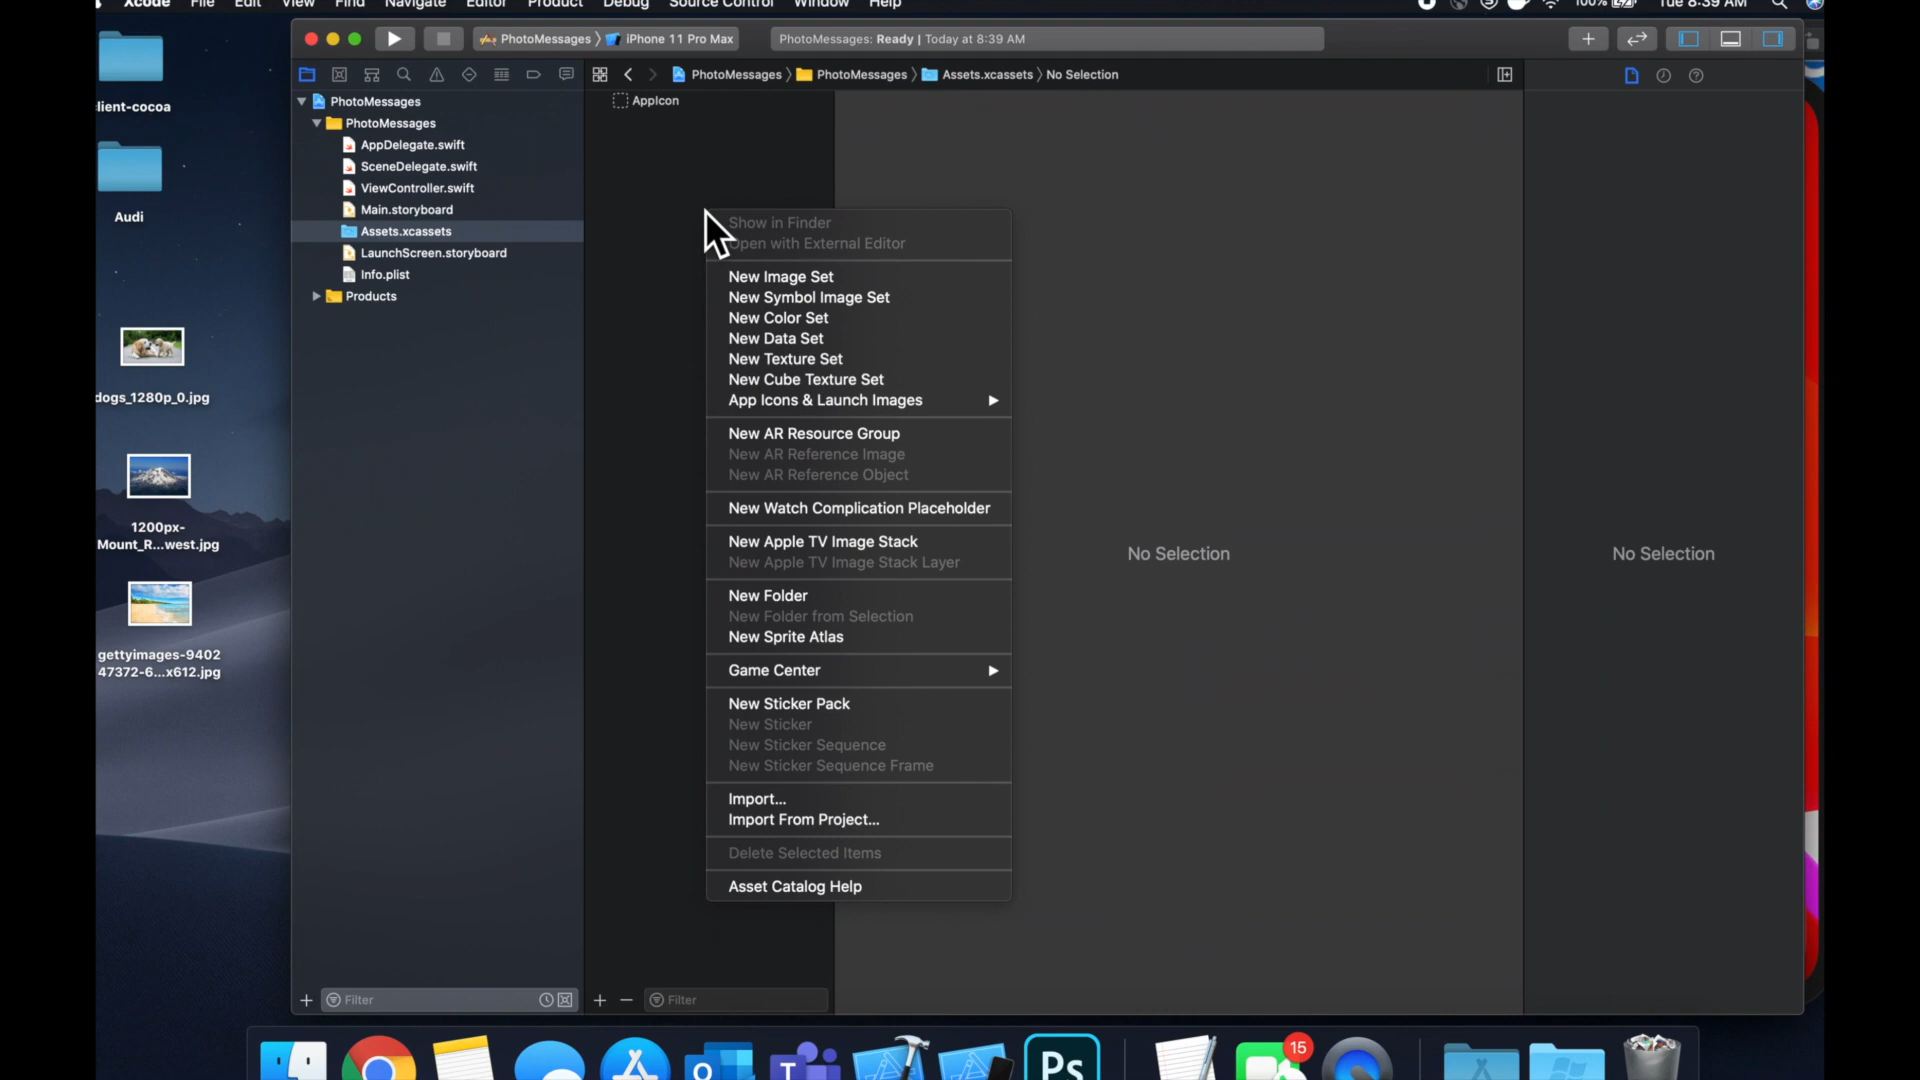 Xcode File Edit View Find Navigate Editor Product Debug Source Control Window Help
100% Tue 8:39 AM
PhotoMessages iPhone 11 Pro Max
PhotoMessages: Ready | Today at 8:39 AM
PhotoMessages PhotoMessages Assets.xcassets No Selection
lient-cocoa
Audi
dogs_1280p_0.jpg
1200px-
Mount_R...west.jpg
gettyimages-9402
47372-6...x612.jpg
PhotoMessages
PhotoMessages
AppDelegate.swift
SceneDelegate.swift
ViewController.swift
Main.storyboard
Assets.xcassets
LaunchScreen.storyboard
Info.plist
Products
AppIcon
Show in Finder
Open with External Editor
New Image Set
New Symbol Image Set
New Color Set
New Data Set
New Texture Set
New Cube Texture Set
App Icons & Launch Images
New AR Resource Group
New AR Reference Image
New AR Reference Object
New Watch Complication Placeholder
New Apple TV Image Stack
New Apple TV Image Stack Layer
New Folder
New Folder from Selection
New Sprite Atlas
Game Center
New Sticker Pack
New Sticker
New Sticker Sequence
New Sticker Sequence Frame
Import...
Import From Project...
Delete Selected Items
Asset Catalog Help
No Selection
No Selection
Filter
Filter
Ps
15